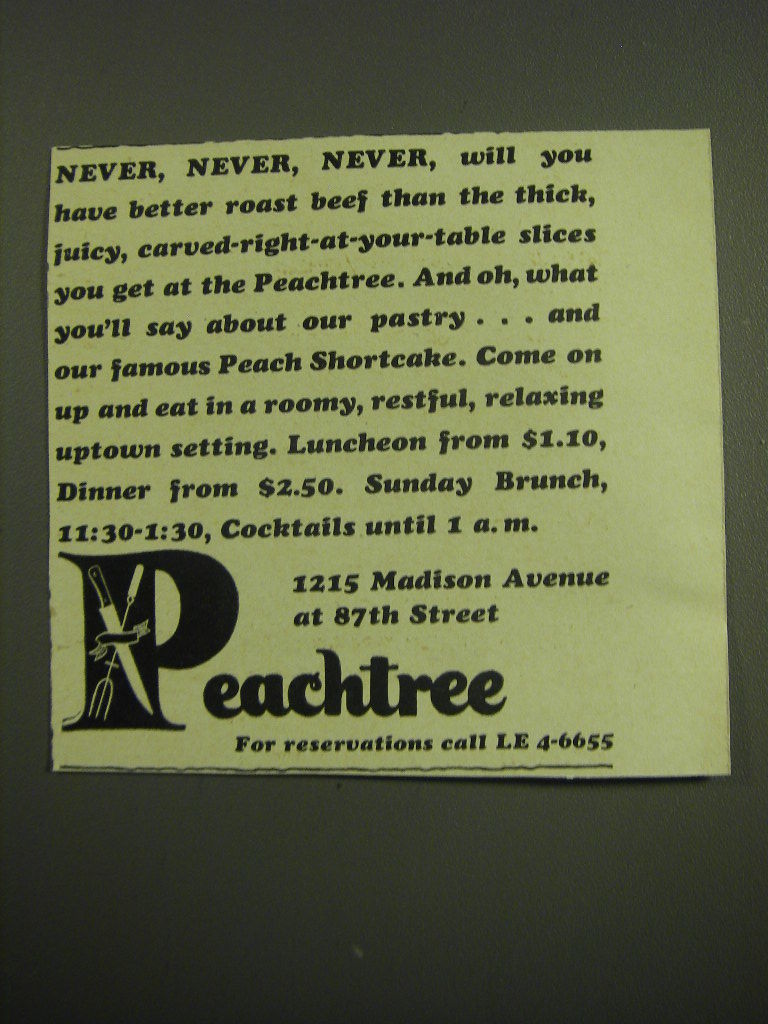 NEVER, NEVER, NEVER, will you
have better roast beef than the thick,
juicy, carved-right-at-your-table slices
you get at the Peachtree. And oh, what
you'll say about our pastry . . . and
our famous Peach Shortcake. Come on
up and eat in a roomy, restful, relaxing
uptown setting. Luncheon from $1.10,
Dinner from $2.50. Sunday Brunch,
11:30-1:30, Cocktails until 1 a.m.
1215 Madison Avenue
at 87th Street
Peachtree
For reservations call LE 4-6655